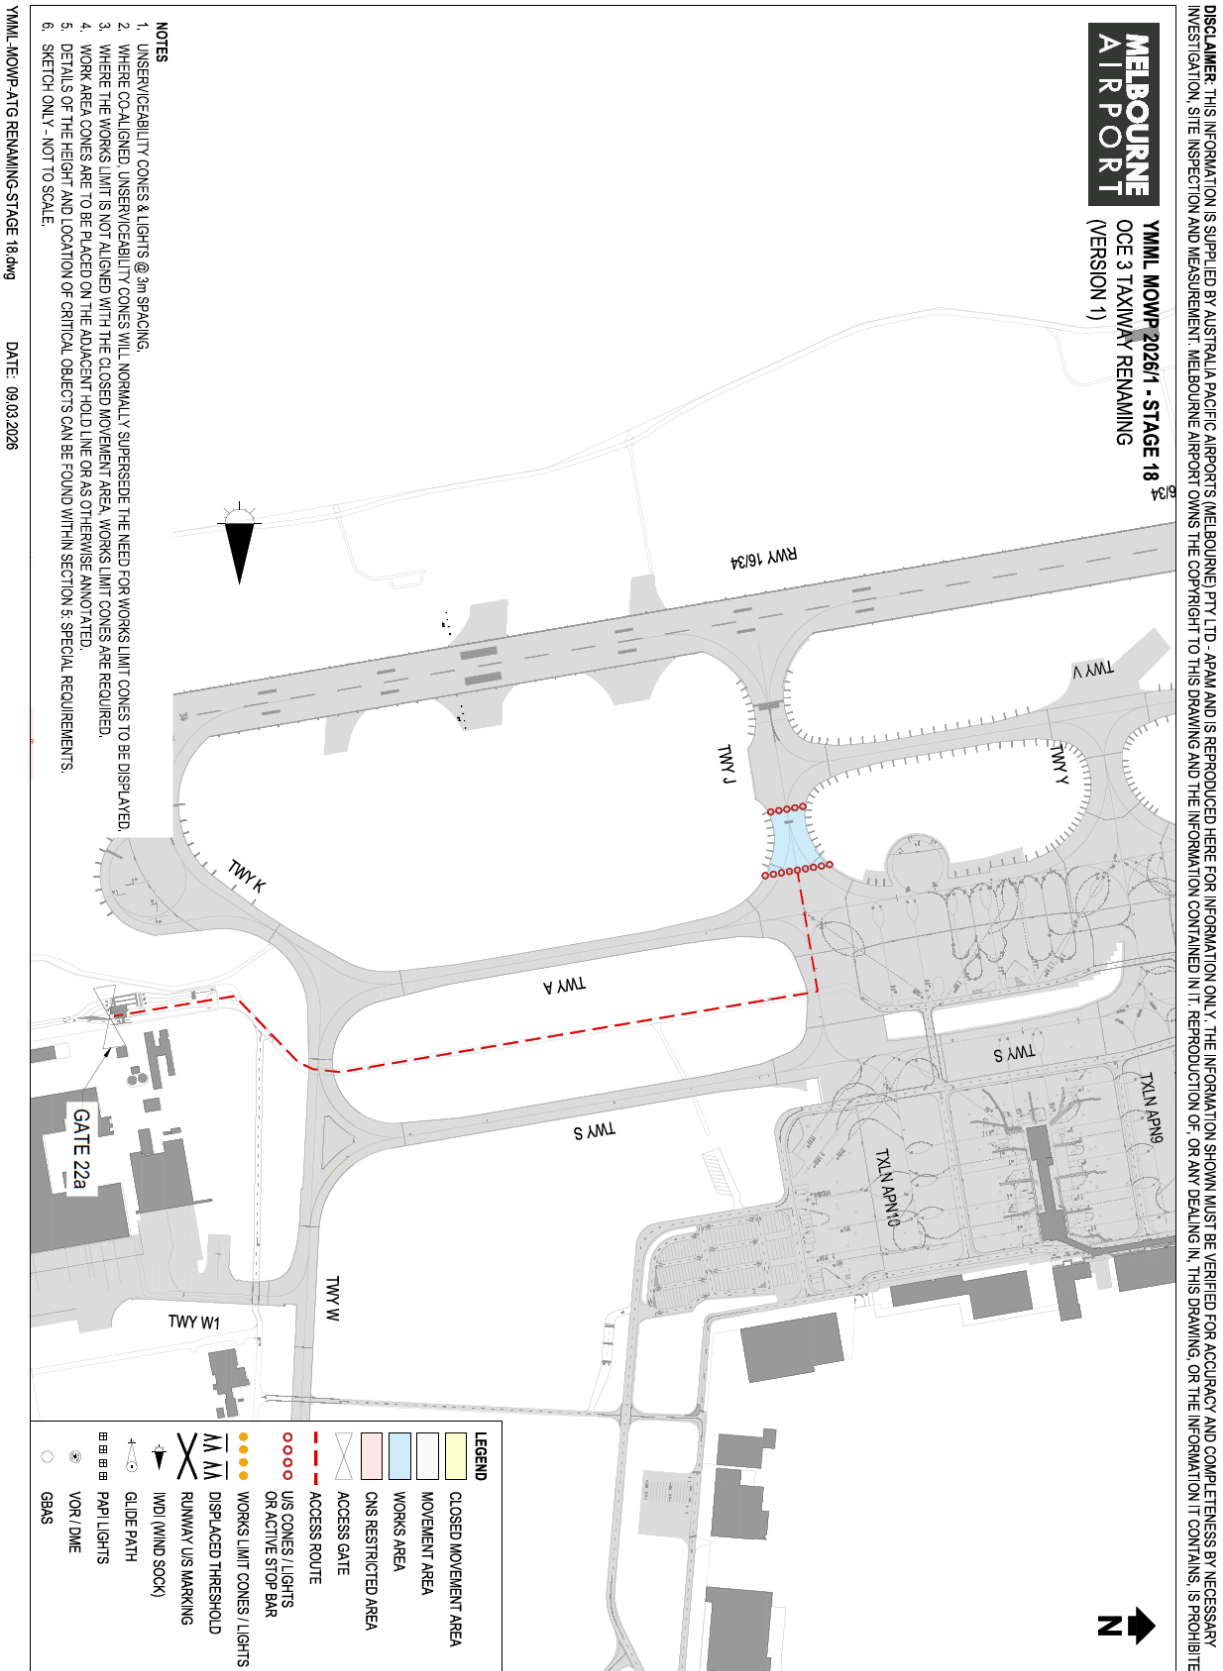 DISCLAIMER: THIS INFORMATION IS SUPPLIED BY AUSTRALIA PACIFIC AIRPORTS (MELBOURNE) PTY LTD - APAM AND IS REPRODUCED HERE FOR INFORMATION ONLY. THE INFORMATION SHOWN MUST BE VERIFIED FOR ACCURACY AND COMPLETENESS BY NECESSARY
INVESTIGATION, SITE INSPECTION AND MEASUREMENT. MELBOURNE AIRPORT OWNS THE COPYRIGHT TO THIS DRAWING AND THE INFORMATION CONTAINED IN IT. REPRODUCTION OF, OR ANY DEALING IN, THIS DRAWING, OR THE INFORMATION IT CONTAINS, IS PROHIBITE
MELBOURNE
AIRPORT
YMML MOWP 2026/1 - STAGE 18
OCE 3 TAXIWAY RENAMING
(VERSION 1)
6/34
RWY 16/34
34
TWY V
TWY Y
TWY J
TWY K
TWY A
TWY S
TWY S
TXLN APN9
TXLN APN10
TWY W
TWY W1
GATE 22a
N
NOTES
1. UNSERVICEABILITY CONES & LIGHTS @ 3m SPACING.
2. WHERE CO-ALIGNED, UNSERVICEABILITY CONES WILL NORMALLY SUPERSEDE THE NEED FOR WORKS LIMIT CONES TO BE DISPLAYED.
3. WHERE THE WORKS LIMIT IS NOT ALIGNED WITH THE CLOSED MOVEMENT AREA, WORKS LIMIT CONES ARE REQUIRED.
4. WORK AREA CONES ARE TO BE PLACED ON THE ADJACENT HOLD LINE OR AS OTHERWISE ANNOTATED.
5. DETAILS OF THE HEIGHT AND LOCATION OF CRITICAL OBJECTS CAN BE FOUND WITHIN SECTION 5: SPECIAL REQUIREMENTS.
6. SKETCH ONLY - NOT TO SCALE.
LEGEND
CLOSED MOVEMENT AREA
MOVEMENT AREA
WORKS AREA
CNS RESTRICTED AREA
ACCESS GATE
ACCESS ROUTE
U/S CONES / LIGHTS
OR ACTIVE STOP BAR
WORKS LIMIT CONES / LIGHTS
DISPLACED THRESHOLD
RUNWAY U/S MARKING
IWDI (WIND SOCK)
GLIDE PATH
PAPI LIGHTS
VOR / DME
GBAS
YMML-MOWP-ATG RENAMING-STAGE 18.dwg
DATE: 09.03.2026